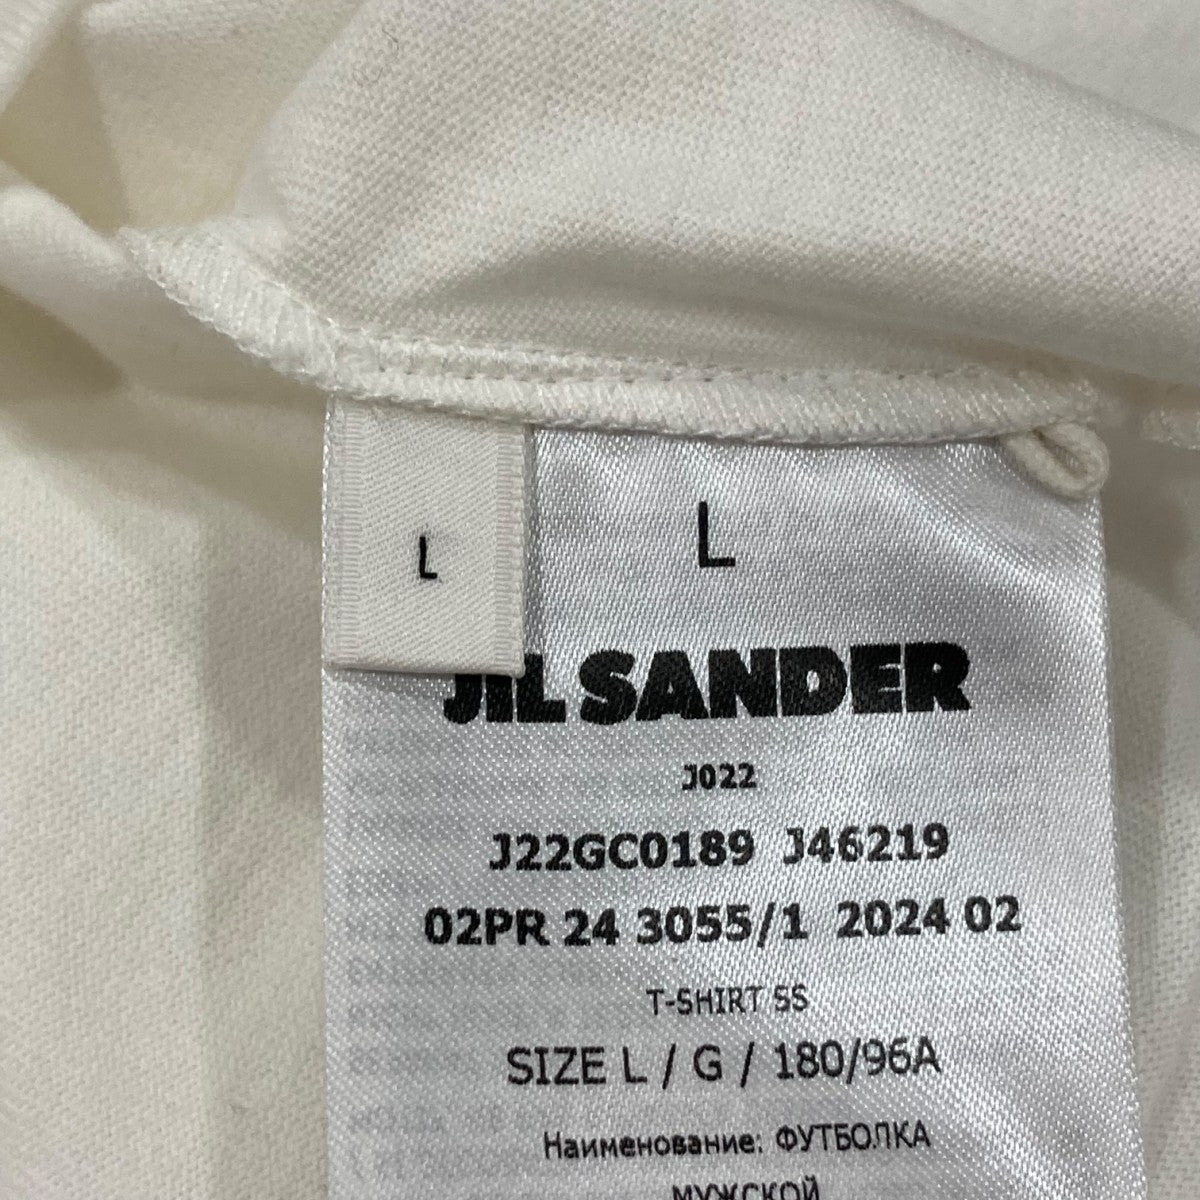 L
L
JIL SANDER
J022
J22GC0189 J46219
02PR 24 3055/1 2024 02
T-SHIRT SS
SIZE L / G / 180/96A
Наименование: ФУТБОЛКА
МУЖСКОЙ